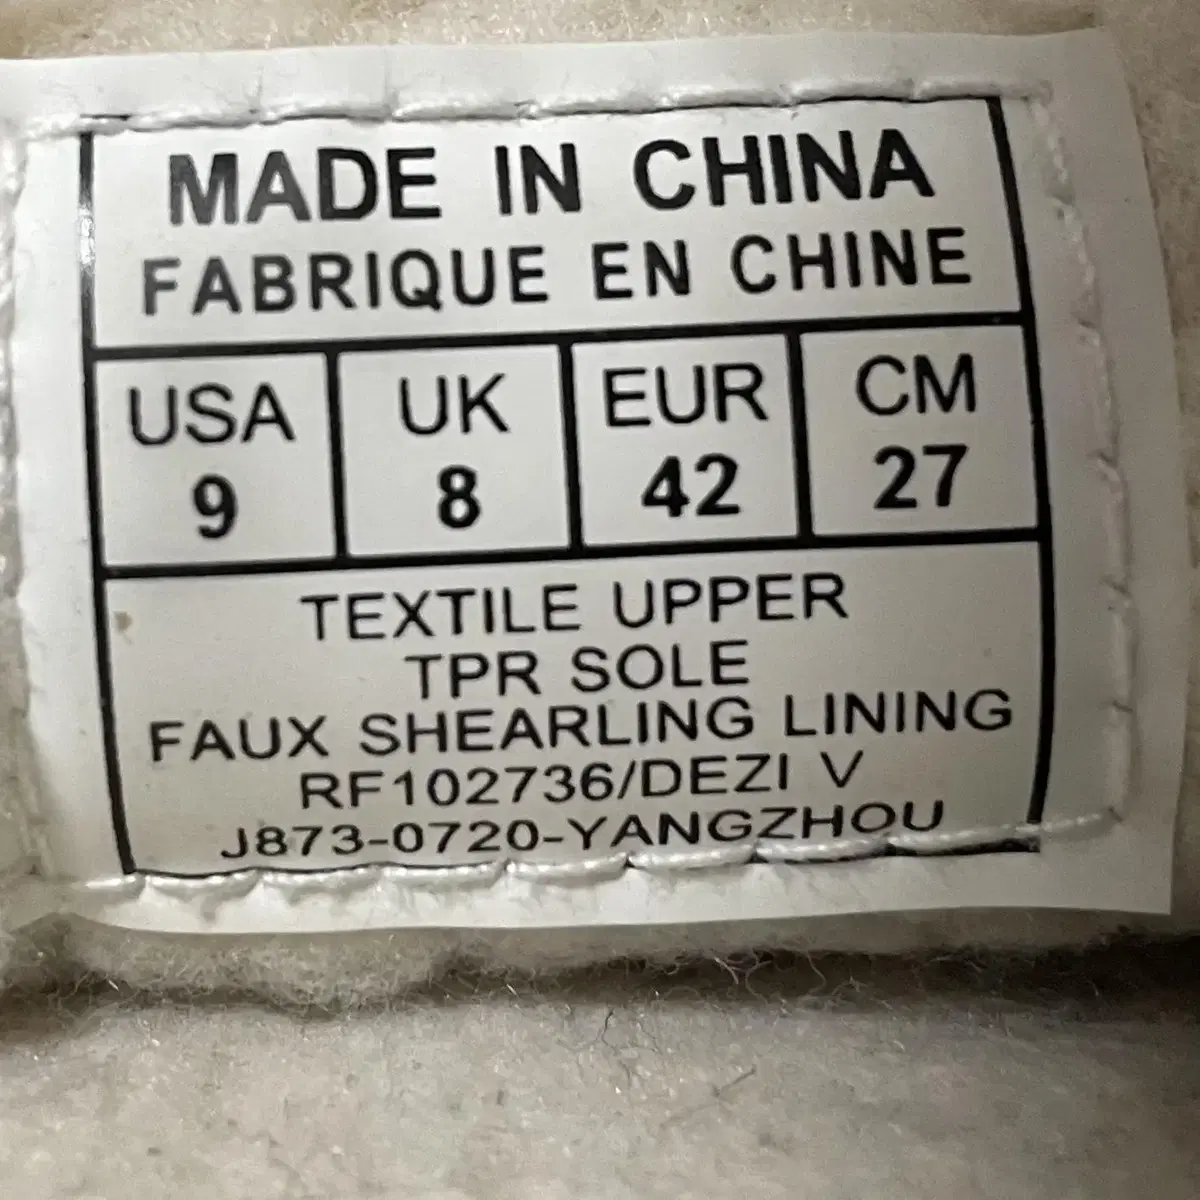 MADE IN CHINA
FABRIQUE EN CHINE
USA UK EUR CM
9 8 42 27
TEXTILE UPPER
TPR SOLE
FAUX SHEARLING LINING
RF102736/DEZI V
J873-0720-YANGZHOU